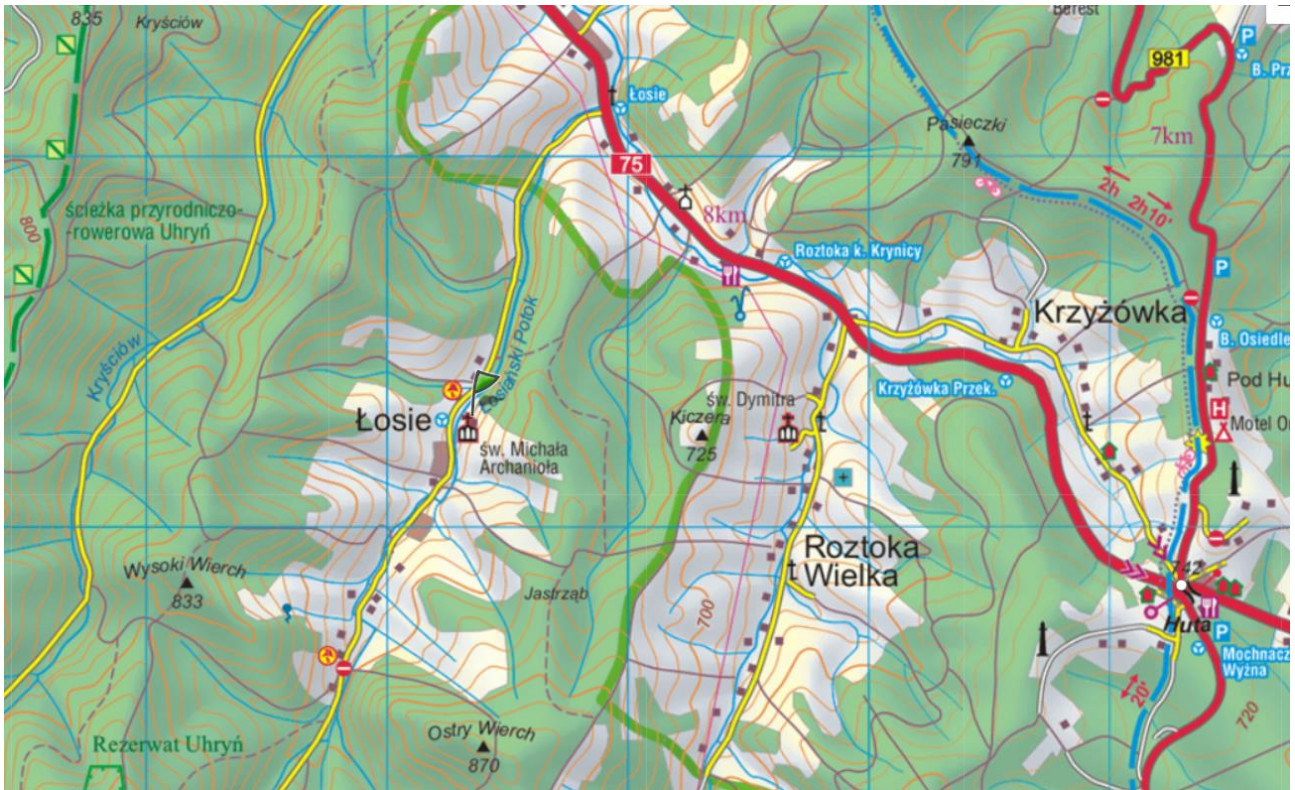 835
Kryściów
Berest
P
981
B. Prz
Łosie
Pasieczki
791
7km
75
2h
2h10'
ścieżka przyrodniczo-
-rowerowa Uhryń
800
8km
Roztoka k. Krynicy
P
Łosiański Potok
Krzyżówka
Kryściów
B. Osiedle
Krzyżówka Przek.
Pod Hu
św. Dymitra
Kiczera
725
H
Motel Or
Łosie
św. Michała
Archanioła
Roztoka
Wielka
Wysoki Wierch
833
742
Jastrząb
700
Huta
P
Mochnacz
Wyżna
20'
720
Ostry Wierch
870
Rezerwat Uhryń